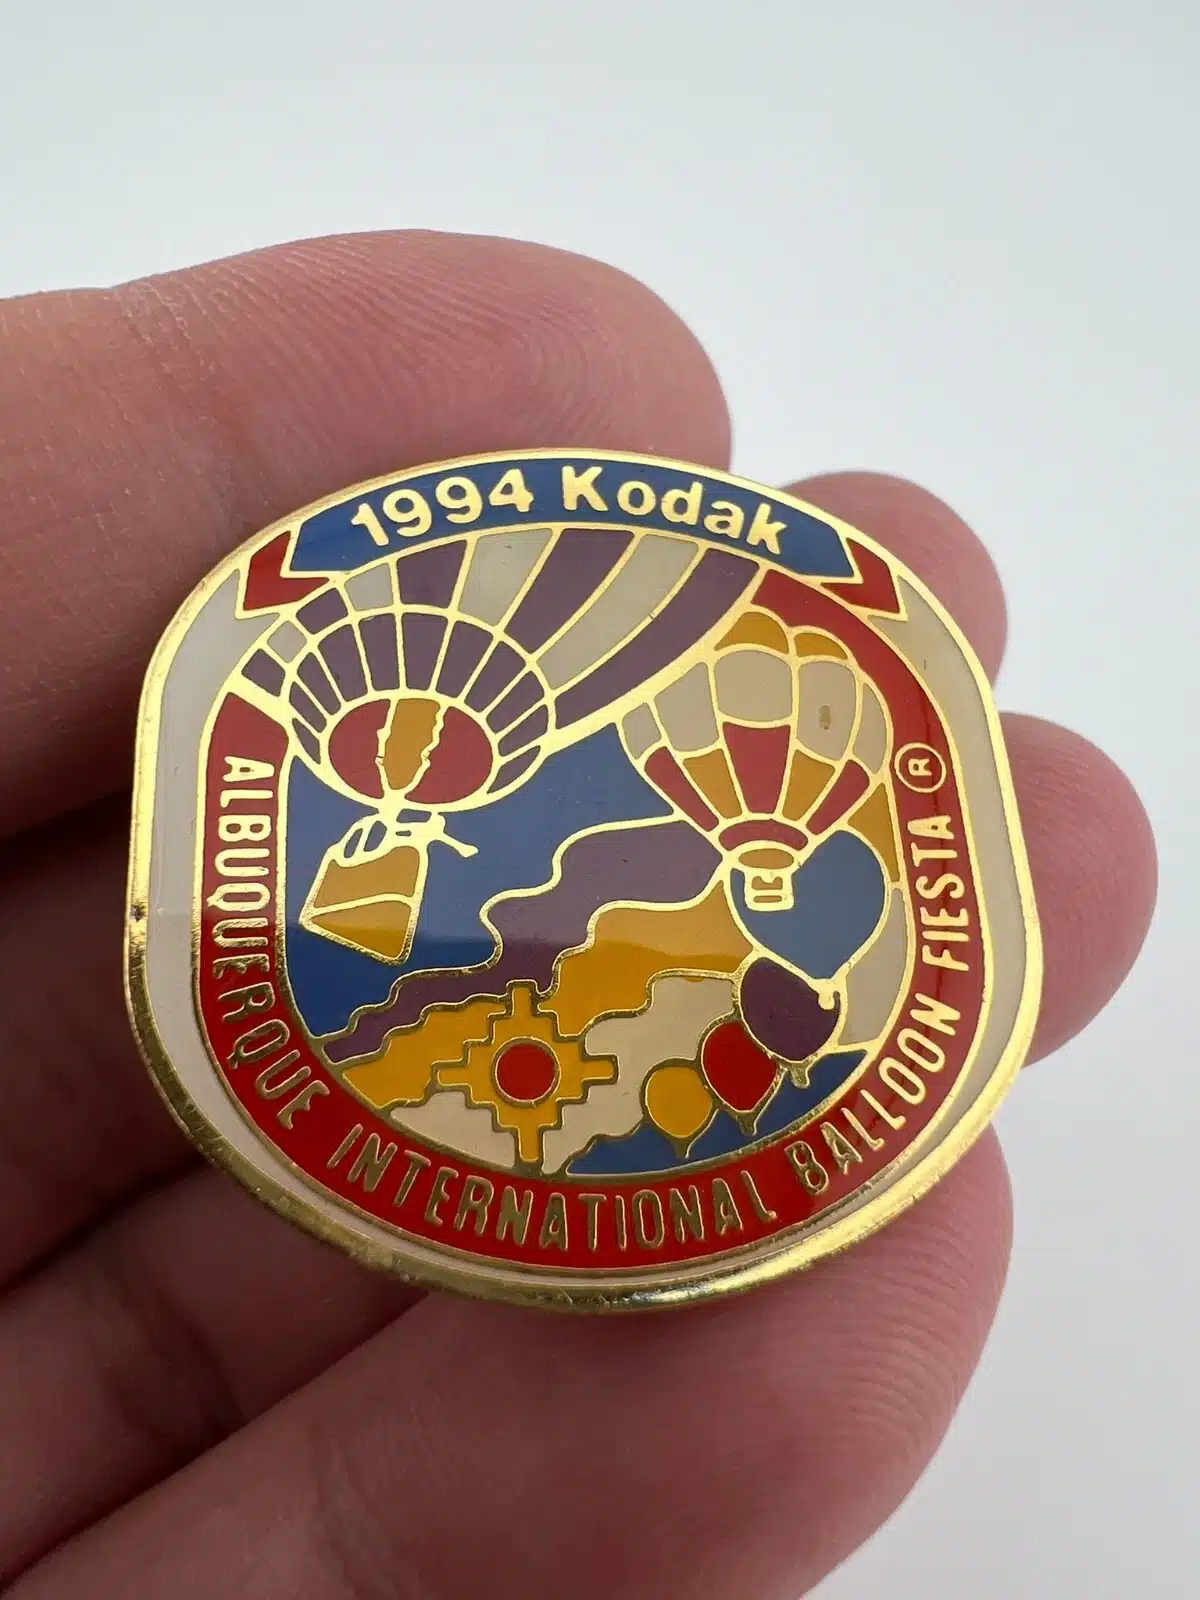 1994 Kodak
ALBUQUERQUE INTERNATIONAL BALLOON FIESTA ®